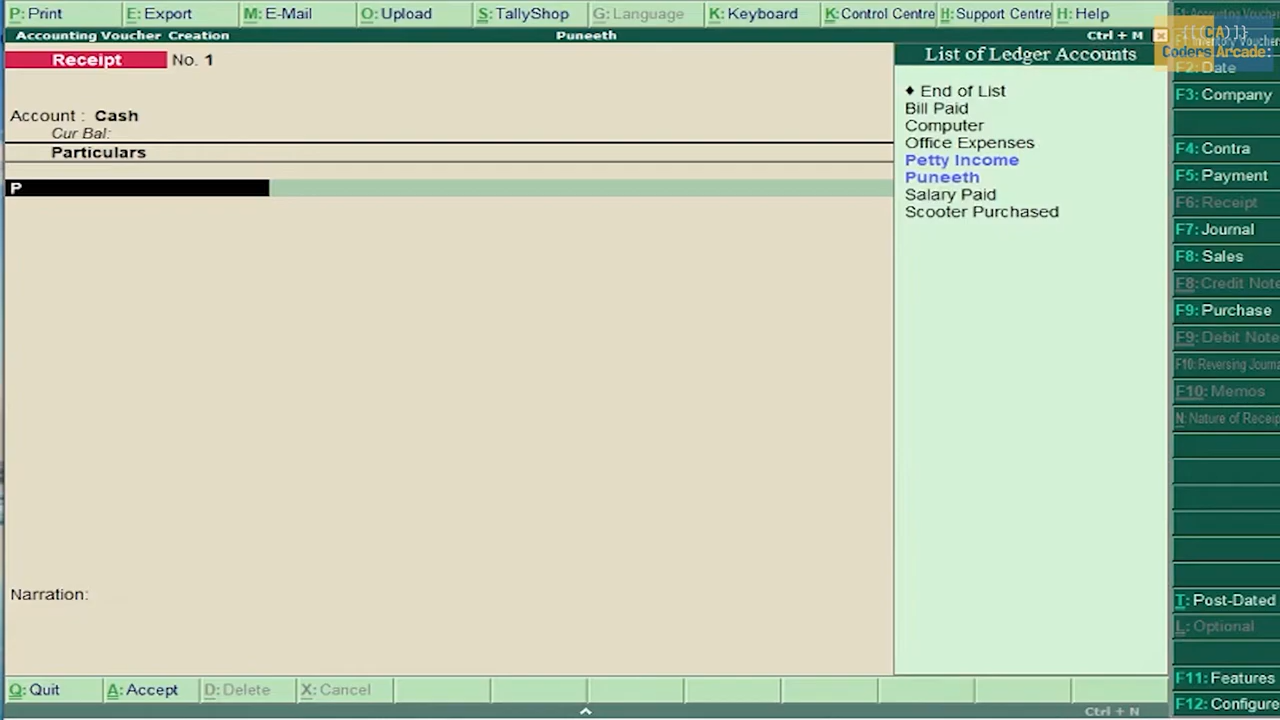 P: Print E: Export M: E-Mail O: Upload S: TallyShop G: Language K: Keyboard K: Control Centre H: Support Centre H: Help
Accounting Voucher Creation Puneeth Ctrl + M
Receipt No. 1
Account : Cash
Cur Bal:
Particulars
P
Narration:
List of Ledger Accounts
♦ End of List
Bill Paid
Computer
Office Expenses
Petty Income
Puneeth
Salary Paid
Scooter Purchased
{[(CA)]}
Coders Arcade:
F2: Date
F3: Company
F4: Contra
F5: Payment
F6: Receipt
F7: Journal
F8: Sales
F8: Credit Note
F9: Purchase
F9: Debit Note
F10: Reversing Journa
F10: Memos
N: Nature of Receip
T: Post-Dated
L: Optional
F11: Features
F12: Configure
Q: Quit A: Accept D: Delete X: Cancel
Ctrl + N